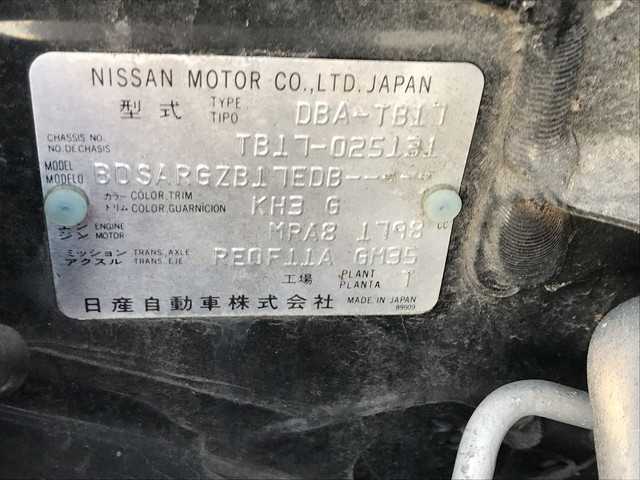 NISSAN MOTOR CO.,LTD. JAPAN
型式 TYPE TIPO DBA-TB17
CHASSIS NO. NO. DE CHASIS TB17-025131
MODEL MODELO BDSARGZB17EDB-----
カラー COLOR,TRIM
トリム COLOR,GUARNICION KH3 G
エンジン ENGINE MOTOR MRA8 1798 cc
ミッション TRANS,AXLE
アクスル TRANS,EJE RE0F11A GM35
工場 PLANT PLANTA 1
日産自動車株式会社 MADE IN JAPAN
89909